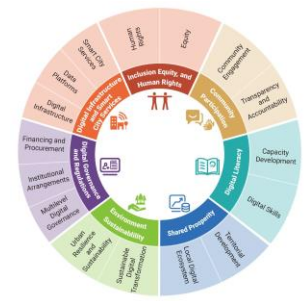 Human
Rights
Equity
Community
Engagement
Transparency
and
Accountability
Capacity
Development
Digital Skills
Territorial
Development
Local Digital
Ecosystem
Sustainable
Digital
Transformation
Urban
Resilience
and
Sustainability
Multilevel
Digital
Governance
Institutional
Arrangements
Financing and
Procurement
Digital
Infrastructure
Data
Platforms
Smart City
Services
Inclusion Equity, and
Human Rights
Community
Participation
Digital Literacy
Shared Prosperity
Environment
Sustainability
Digital Governance
and Regulations
Digital Infrastructure
and Smart
City Services